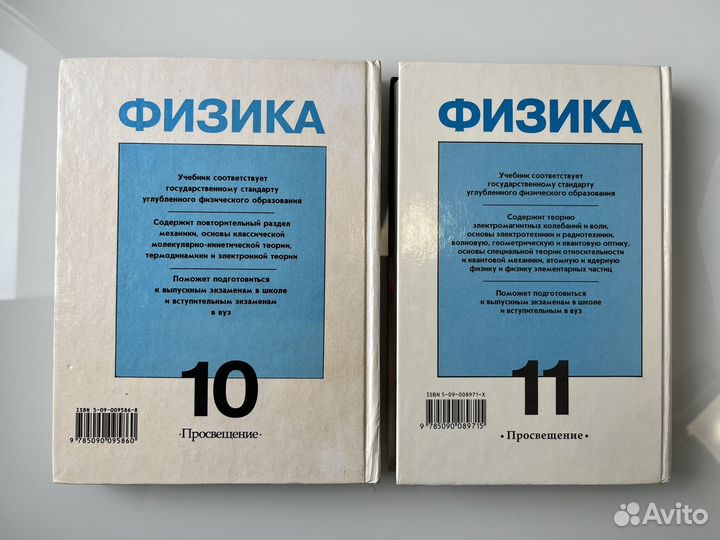 ФИЗИКА
Учебник соответствует
государственному стандарту
углубленного физического образования
Содержит повторительный раздел
механики, основы классической
молекулярно-кинетической теории,
термодинамики и электронной теории
Поможет подготовиться
к выпускным экзаменам в школе
и вступительным экзаменам
в вуз
10
ISBN 5-09-009586-8
9 785090 095860
·Просвещение·
ФИЗИКА
Учебник соответствует
государственному стандарту
углубленного физического образования
Содержит теорию
электромагнитных колебаний и волн,
основы электротехники и радиотехники,
волновую, геометрическую и квантовую оптику,
основы специальной теории относительности
и квантовой механики, атомную и ядерную
физику и физику элементарных частиц
Поможет подготовиться
к выпускным экзаменам в школе
и вступительным в вуз
11
ISBN 5-09-008971-X
9 785090 089715
• Просвещение •
Avito